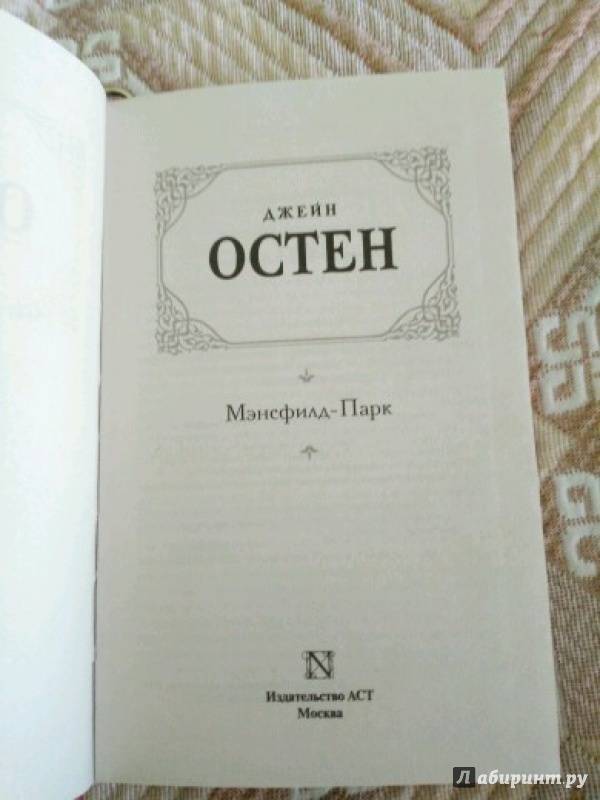 ДЖЕЙН
ОСТЕН
Мэнсфилд-Парк
N
Издательство АСТ
Москва
Лабиринт.ру